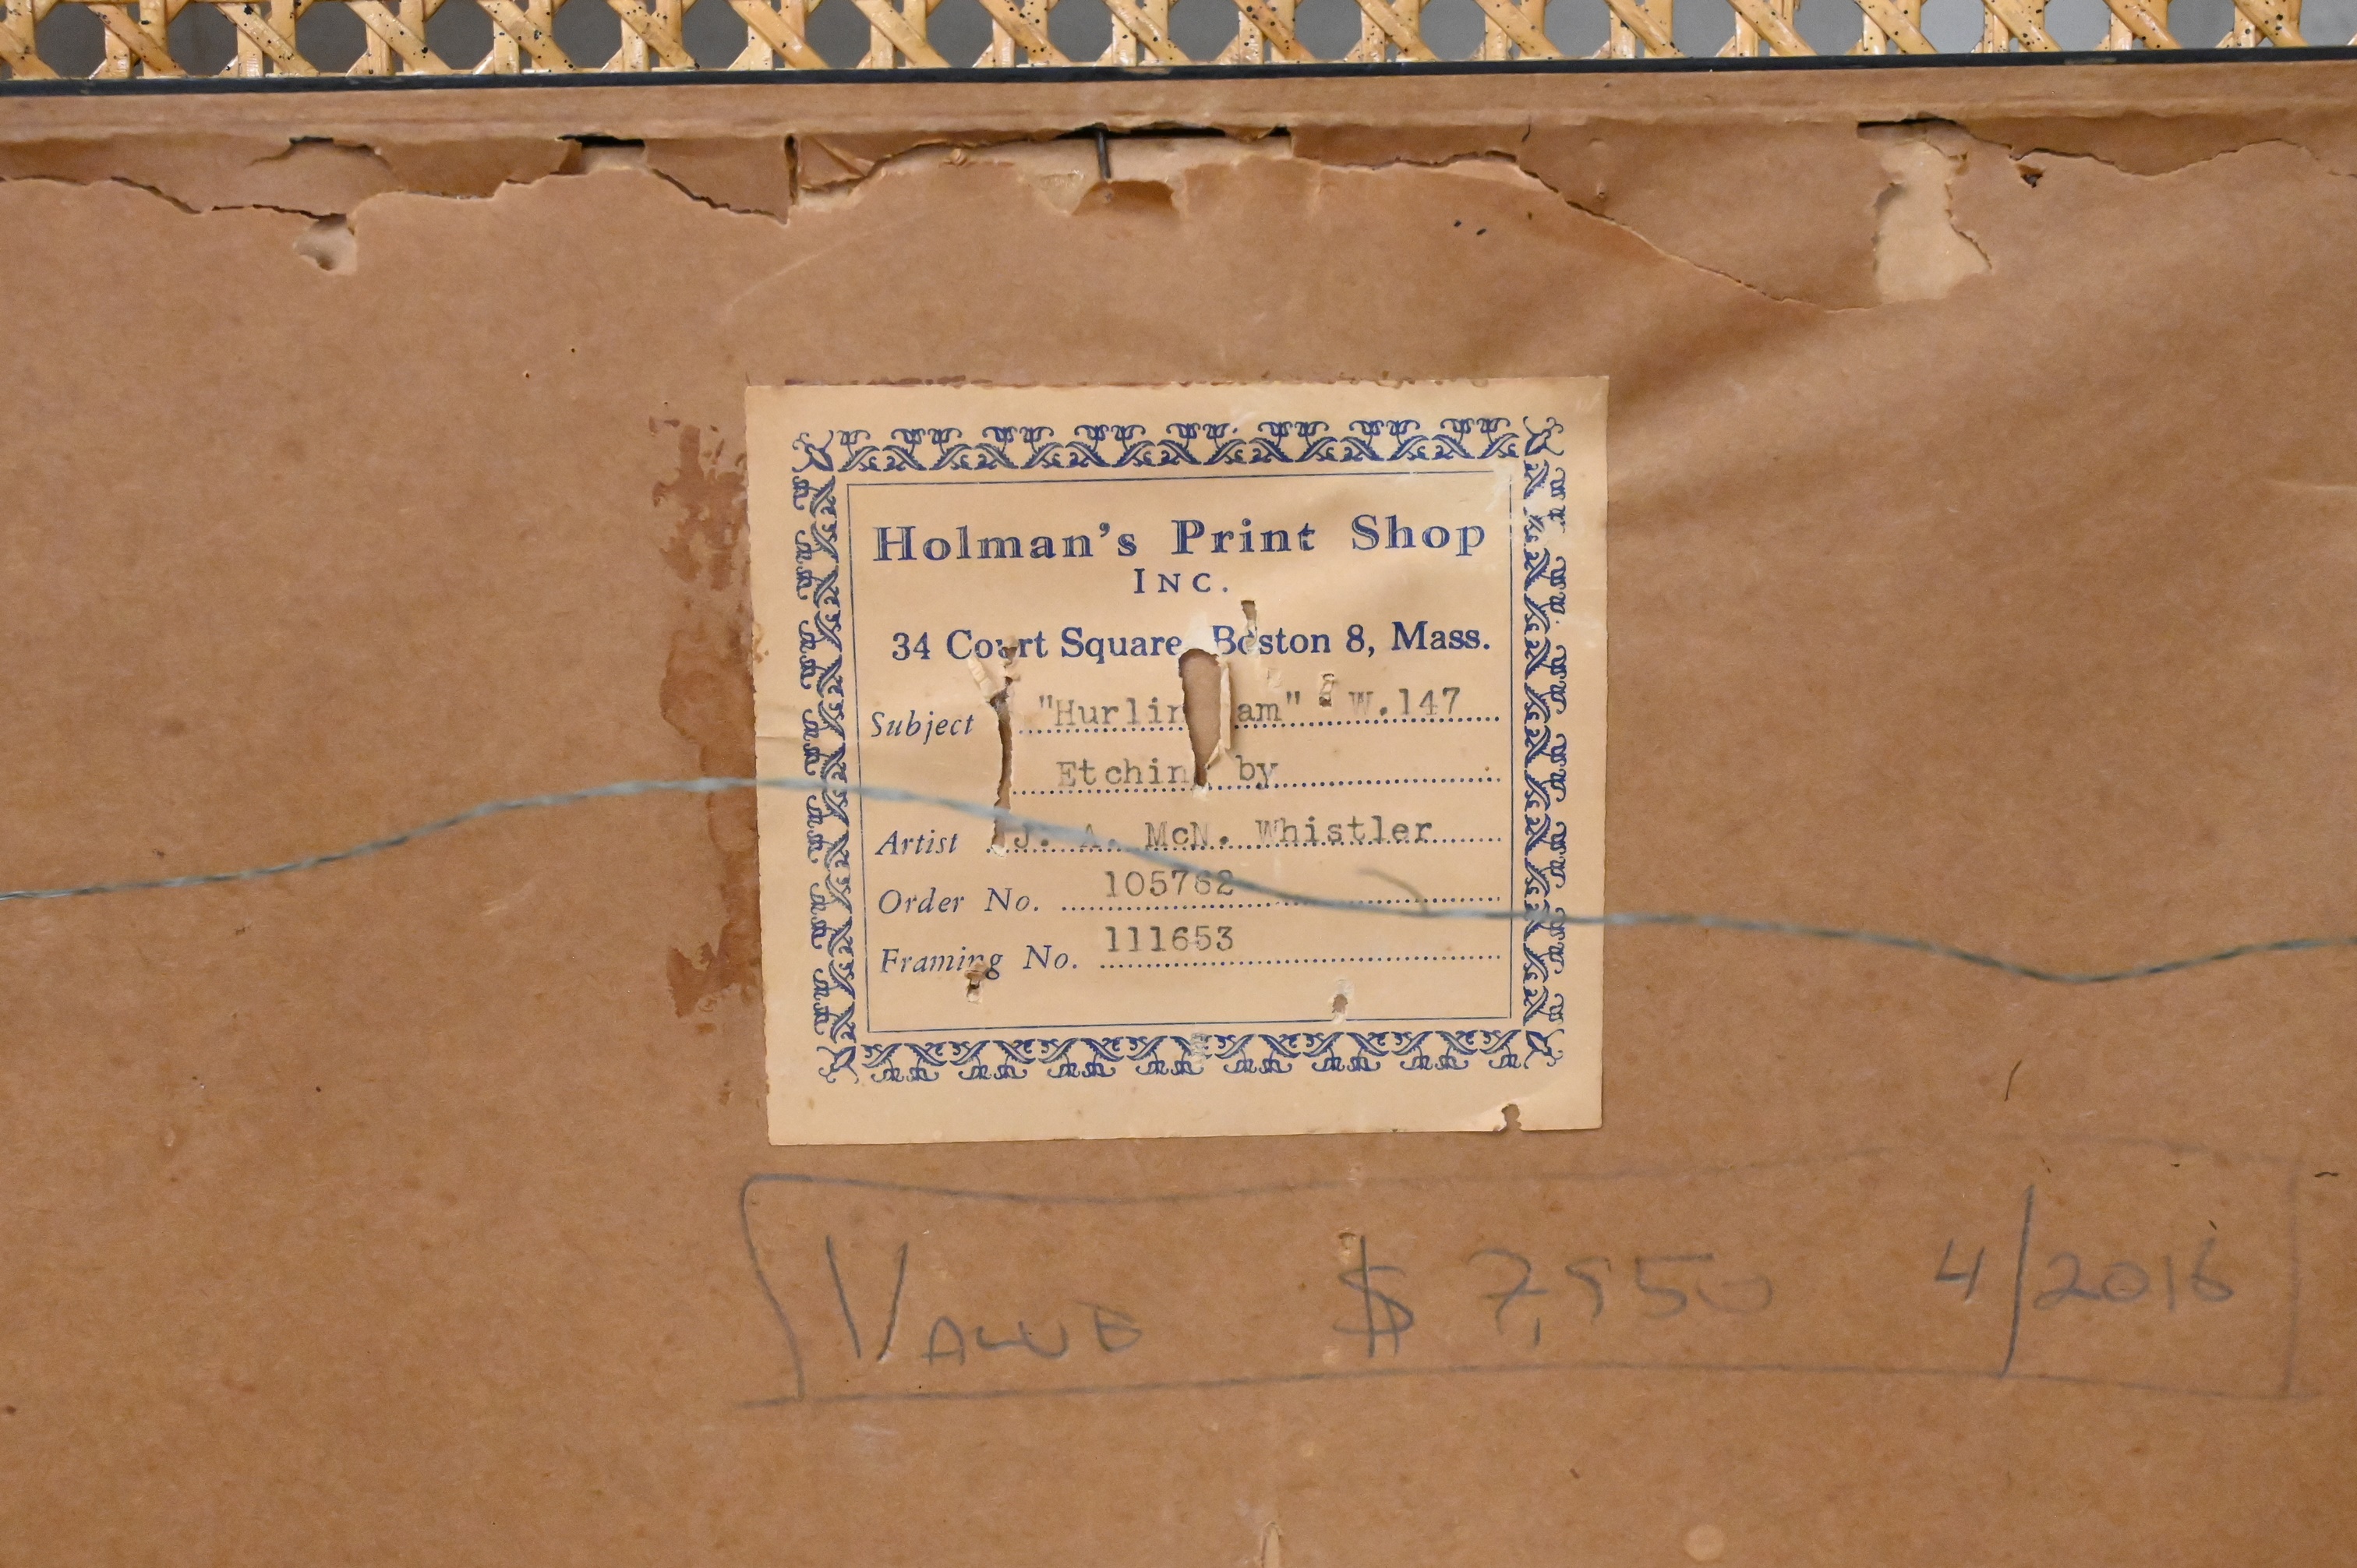 Holman's Print Shop
INC.
34 Court Square, Boston 8, Mass.
Subject "Hurlin am" W.147
Etchin by
Artist J. A. McN. Whistler
Order No. 105762
Framing No. 111653
VALUE $ 7,950 4/2016